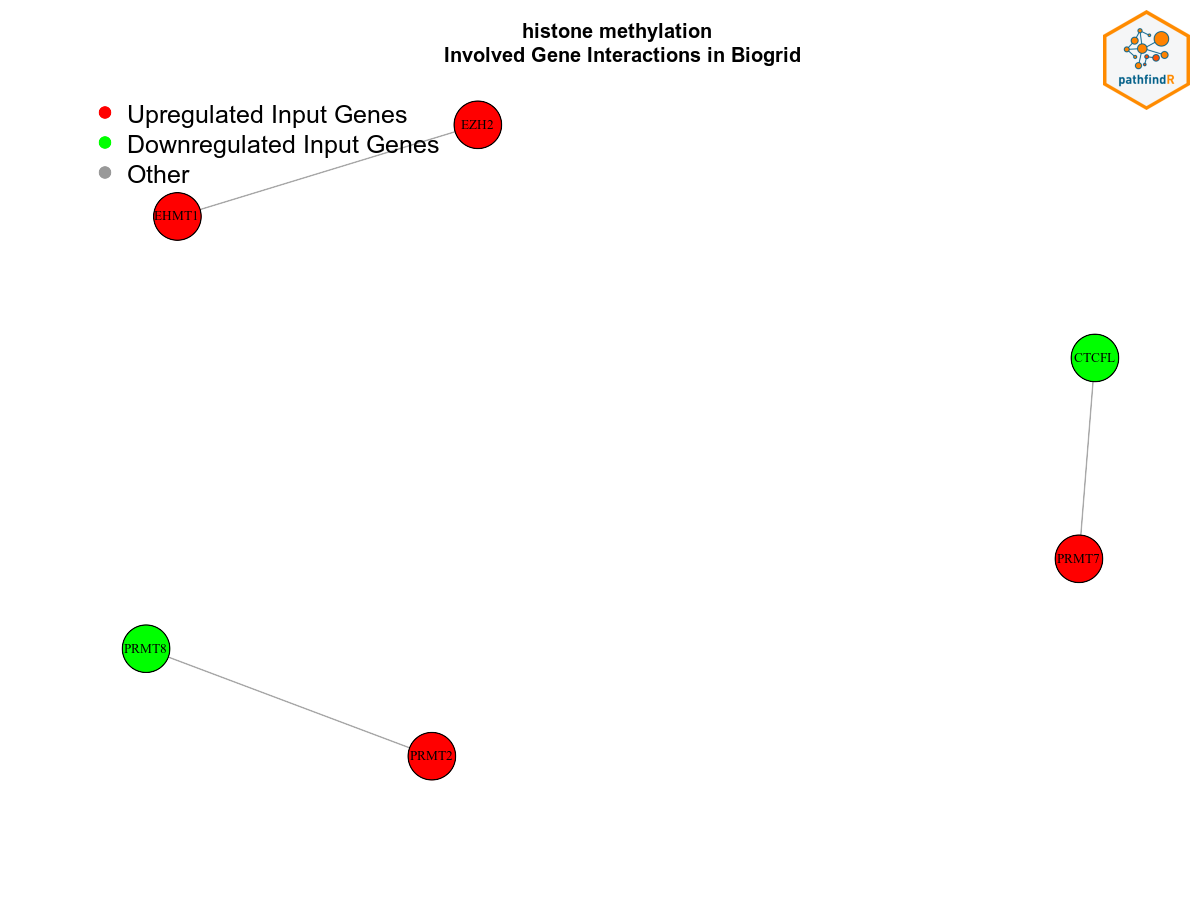 histone methylation
Involved Gene Interactions in Biogrid
pathfindR
Upregulated Input Genes
Downregulated Input Genes
Other
EZH2
EHMT1
CTCFL
PRMT7
PRMT8
PRMT2